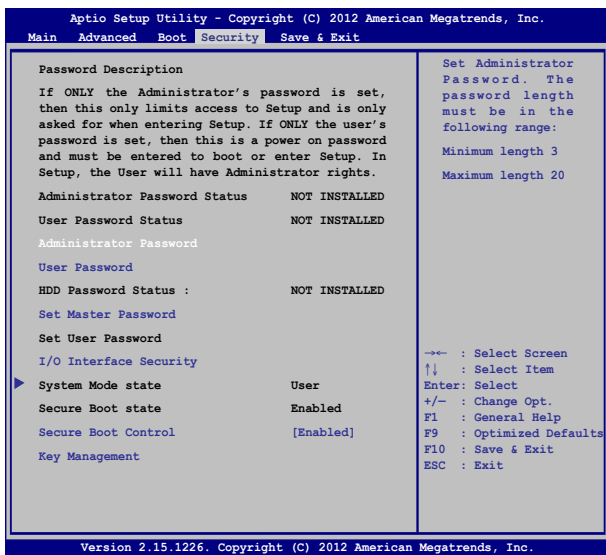 Aptio Setup Utility - Copyright (C) 2012 American Megatrends, Inc.
Main Advanced Boot Security Save & Exit
Password Description
If ONLY the Administrator's password is set,
then this only limits access to Setup and is only
asked for when entering Setup. If ONLY the user's
password is set, then this is a power on password
and must be entered to boot or enter Setup. In
Setup, the User will have Administrator rights.
Administrator Password Status NOT INSTALLED
User Password Status NOT INSTALLED
Administrator Password
User Password
HDD Password Status : NOT INSTALLED
Set Master Password
Set User Password
I/O Interface Security
System Mode state User
Secure Boot state Enabled
Secure Boot Control [Enabled]
Key Management
Set Administrator
Password. The
password length
must be in the
following range:
Minimum length 3
Maximum length 20
→← : Select Screen
↑↓ : Select Item
Enter: Select
+/— : Change Opt.
F1 : General Help
F9 : Optimized Defaults
F10 : Save & Exit
ESC : Exit
Version 2.15.1226. Copyright (C) 2012 American Megatrends, Inc.